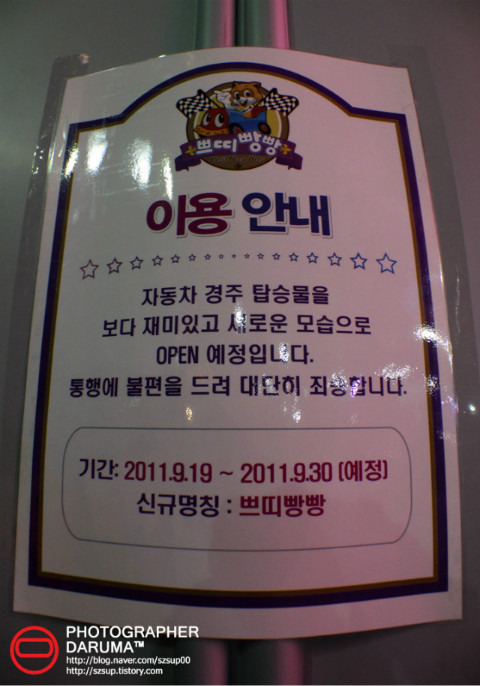 쁘띠빵빵
이용 안내
자동차 경주 탑승물을
보다 재미있고 새로운 모습으로
OPEN 예정입니다.
통행에 불편을 드려 대단히 죄송합니다.
기간: 2011.9.19 ~ 2011.9.30 (예정)
신규명칭 : 쁘띠빵빵
PHOTOGRAPHER
DARUMA™
http://blog.naver.com/szsup00
http://szsup.tistory.com